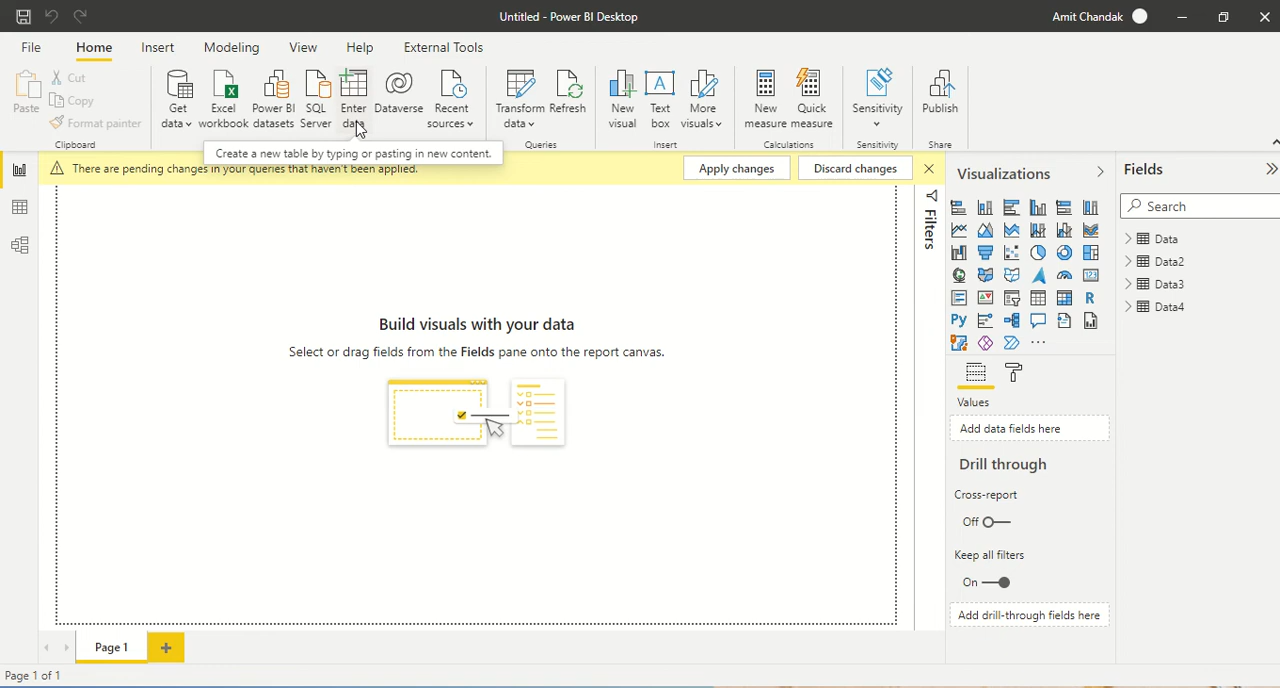 Untitled - Power BI Desktop
Amit Chandak
File Home Insert Modeling View Help External Tools
Paste
Cut
Copy
Format painter
Clipboard
Get data
Excel workbook
Power BI datasets
SQL Server
Enter data
Dataverse
Recent sources
Transform data
Refresh
Queries
New visual
Text box
More visuals
Insert
New measure
Quick measure
Calculations
Sensitivity
Sensitivity
Publish
Share
Create a new table by typing or pasting in new content.
There are pending changes in your queries that haven't been applied.
Apply changes
Discard changes
Filters
Build visuals with your data
Select or drag fields from the Fields pane onto the report canvas.
Visualizations
123
R
Py
Values
Add data fields here
Drill through
Cross-report
Off
Keep all filters
On
Add drill-through fields here
Fields
Search
Data
Data2
Data3
Data4
Page 1
Page 1 of 1